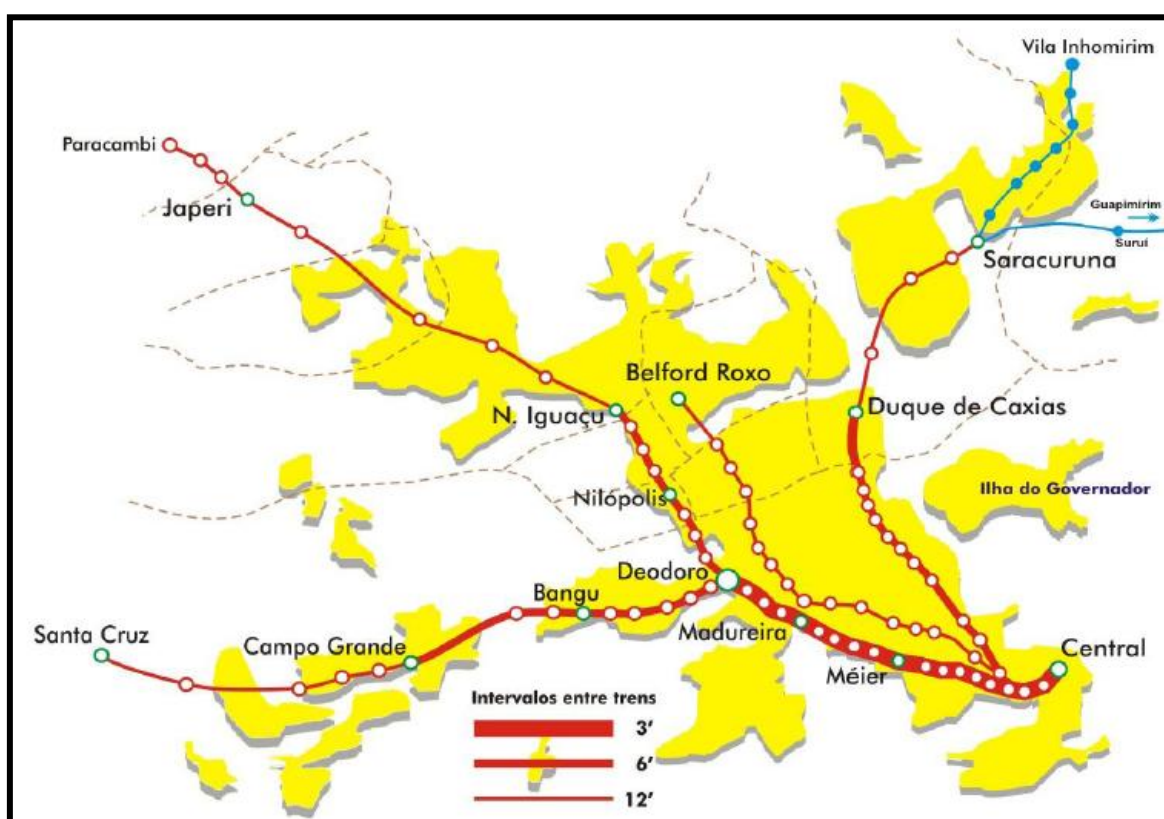 Vila Inhomirim
Paracambi
Japeri
Guapimirim
Suruí
Saracuruna
Belford Roxo
N. Iguaçu
Duque de Caxias
Nilópolis
Ilha do Governador
Deodoro
Bangu
Santa Cruz
Campo Grande
Madureira
Méier
Central
Intervalos entre trens
3’
6’
12’